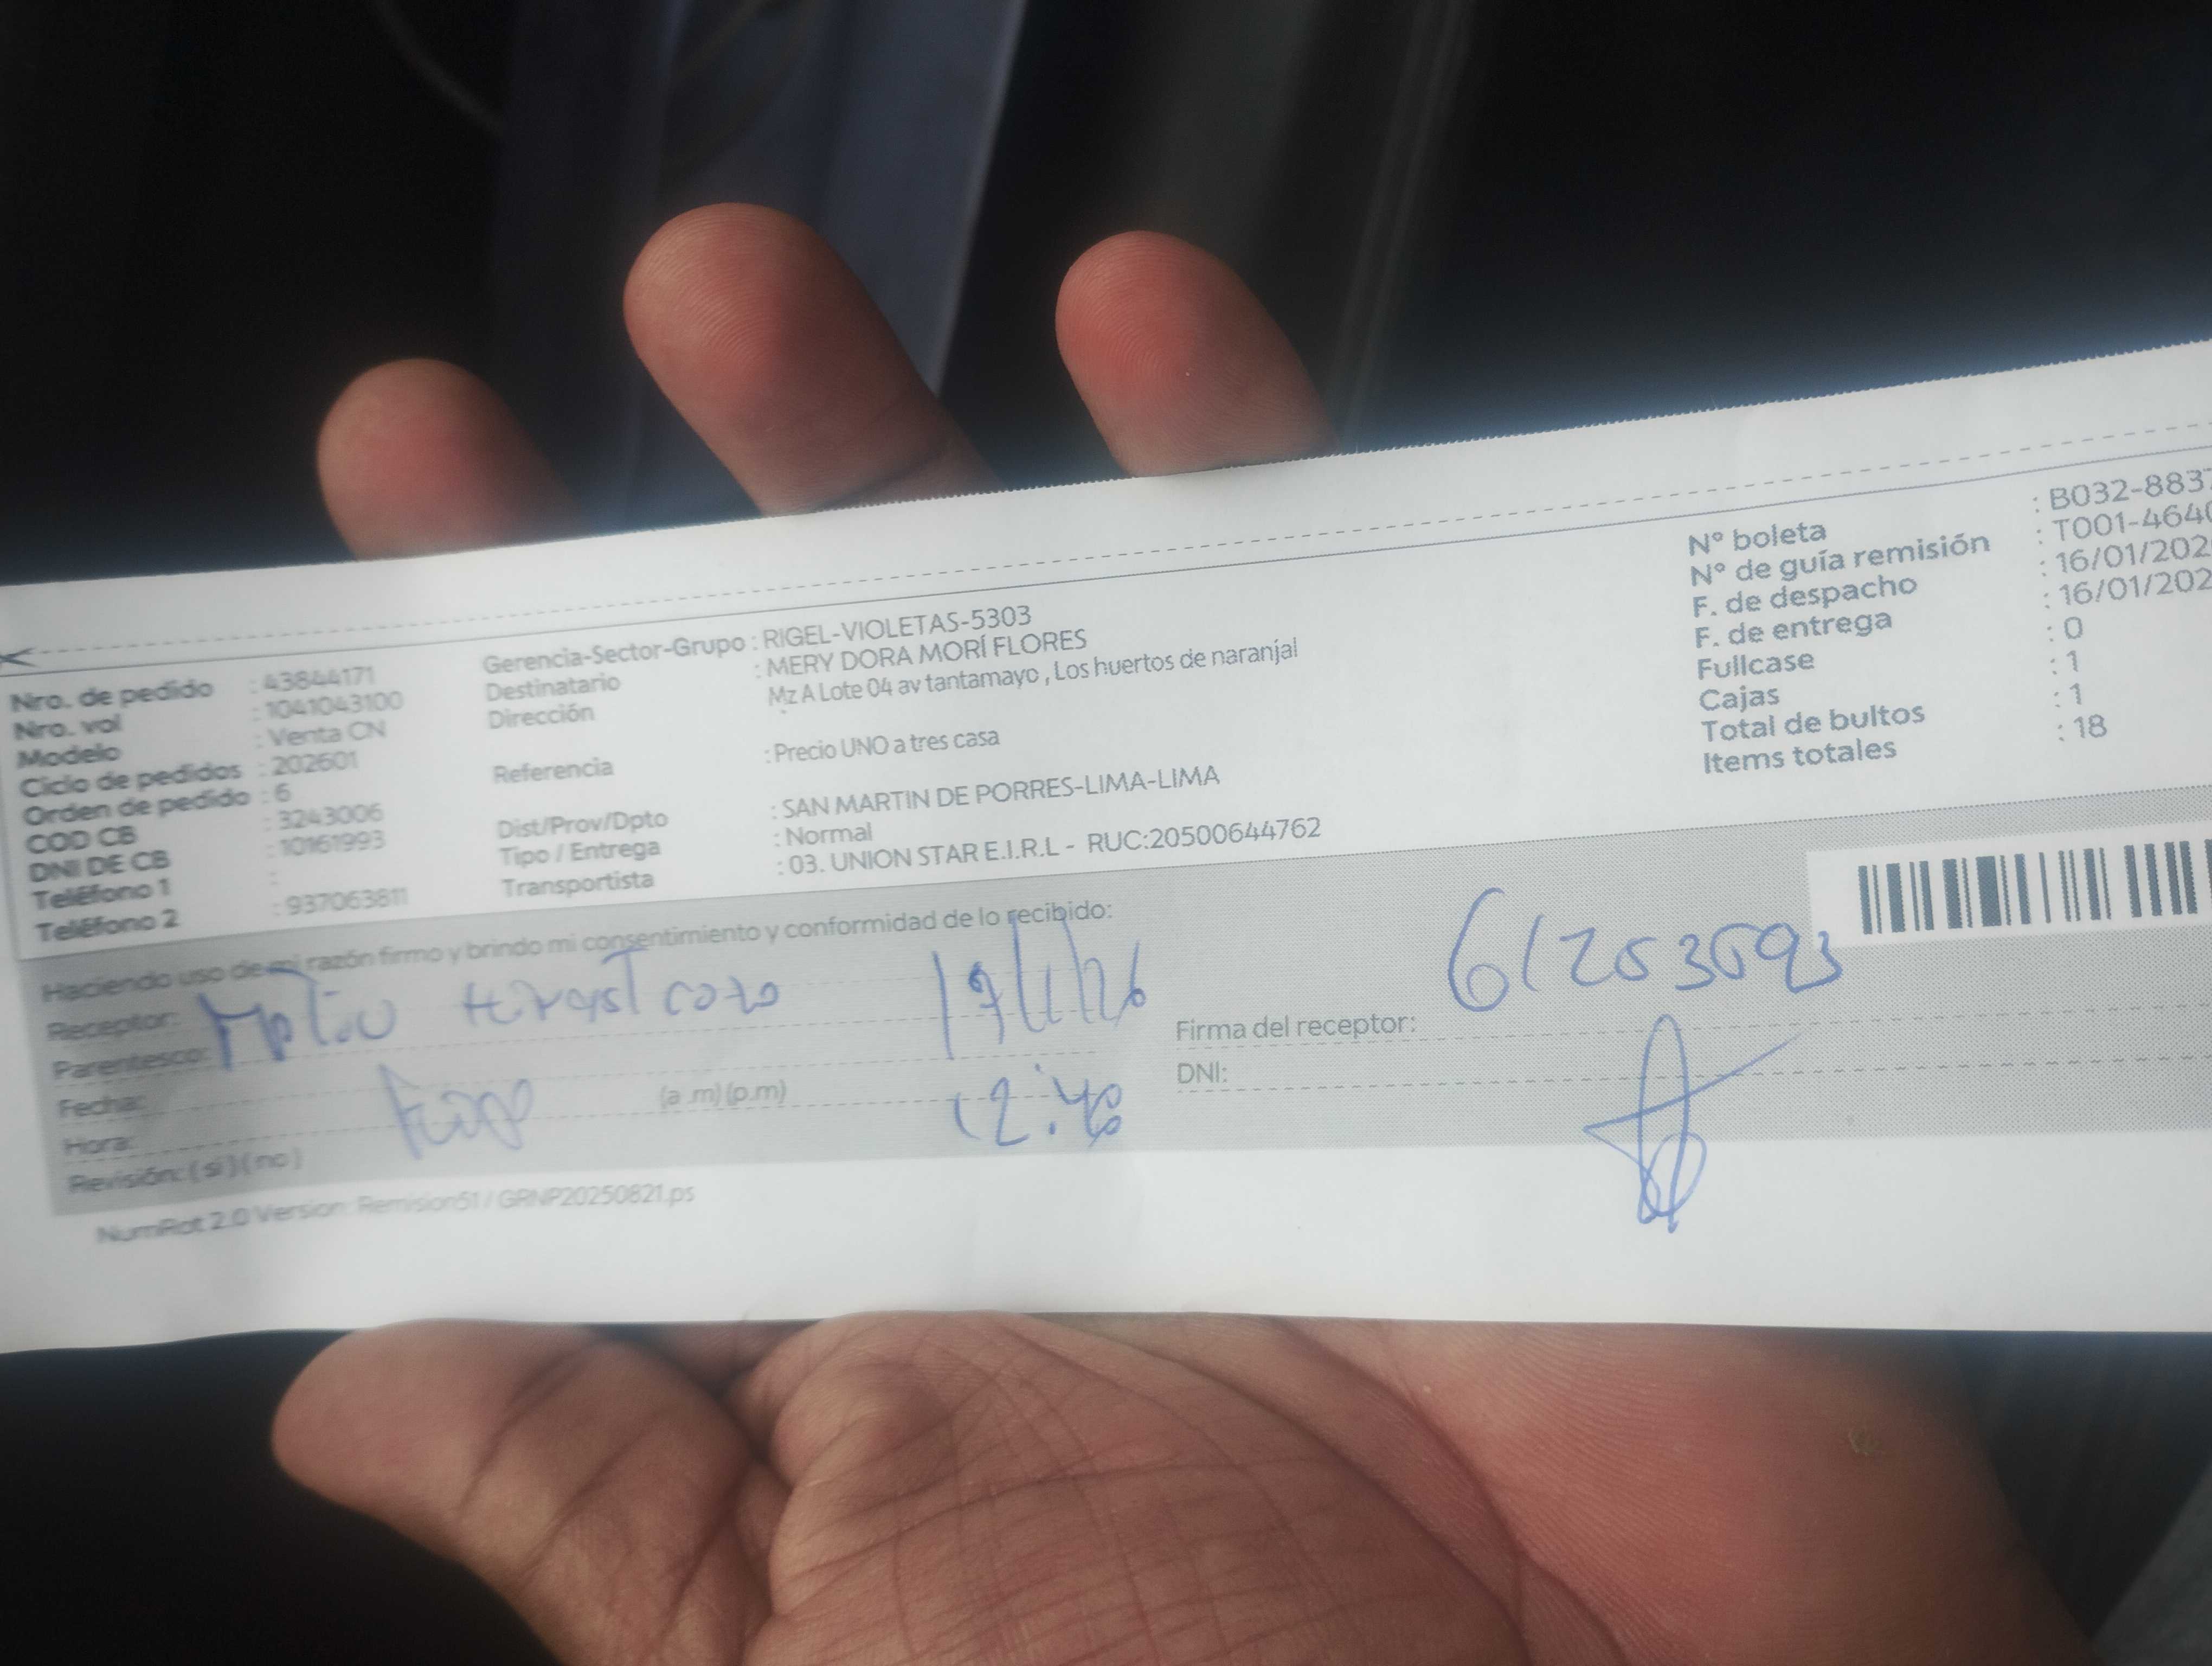 Nro. de pedido : 43844171
Nro. vol : 1041043100
Modelo : Venta CN
Ciclo de pedidos : 202601
Orden de pedido : 6
COD CB : 3243006
DNI DE CB : 10161993
Teléfono 1 :
Teléfono 2 : 937063811
Gerencia-Sector-Grupo : RIGEL-VIOLETAS-5303
Destinatario : MERY DORA MORÍ FLORES
Dirección Mz A Lote 04 av tantamayo , Los huertos de naranjal
Referencia : Precio UNO a tres casa
Dist/Prov/Dpto : SAN MARTIN DE PORRES-LIMA-LIMA
Tipo / Entrega : Normal
Transportista : 03. UNION STAR E.I.R.L - RUC:20500644762
N° boleta : B032-8837
N° de guía remisión : T001-4640
F. de despacho : 16/01/202
F. de entrega : 16/01/202
Fullcase : 0
Cajas : 1
Total de bultos : 1
Items totales : 18
Haciendo uso de mi razón firmo y brindo mi consentimiento y conformidad de lo recibido:
Receptor:
Parentesco:
Fecha:
Hora: (a .m) (p.m)
Revisión: ( si ) ( no )
19/1/26
12:40
Firma del receptor:
DNI:
NumRot 2.0 Version: Remision51 / GRNP20250821.ps